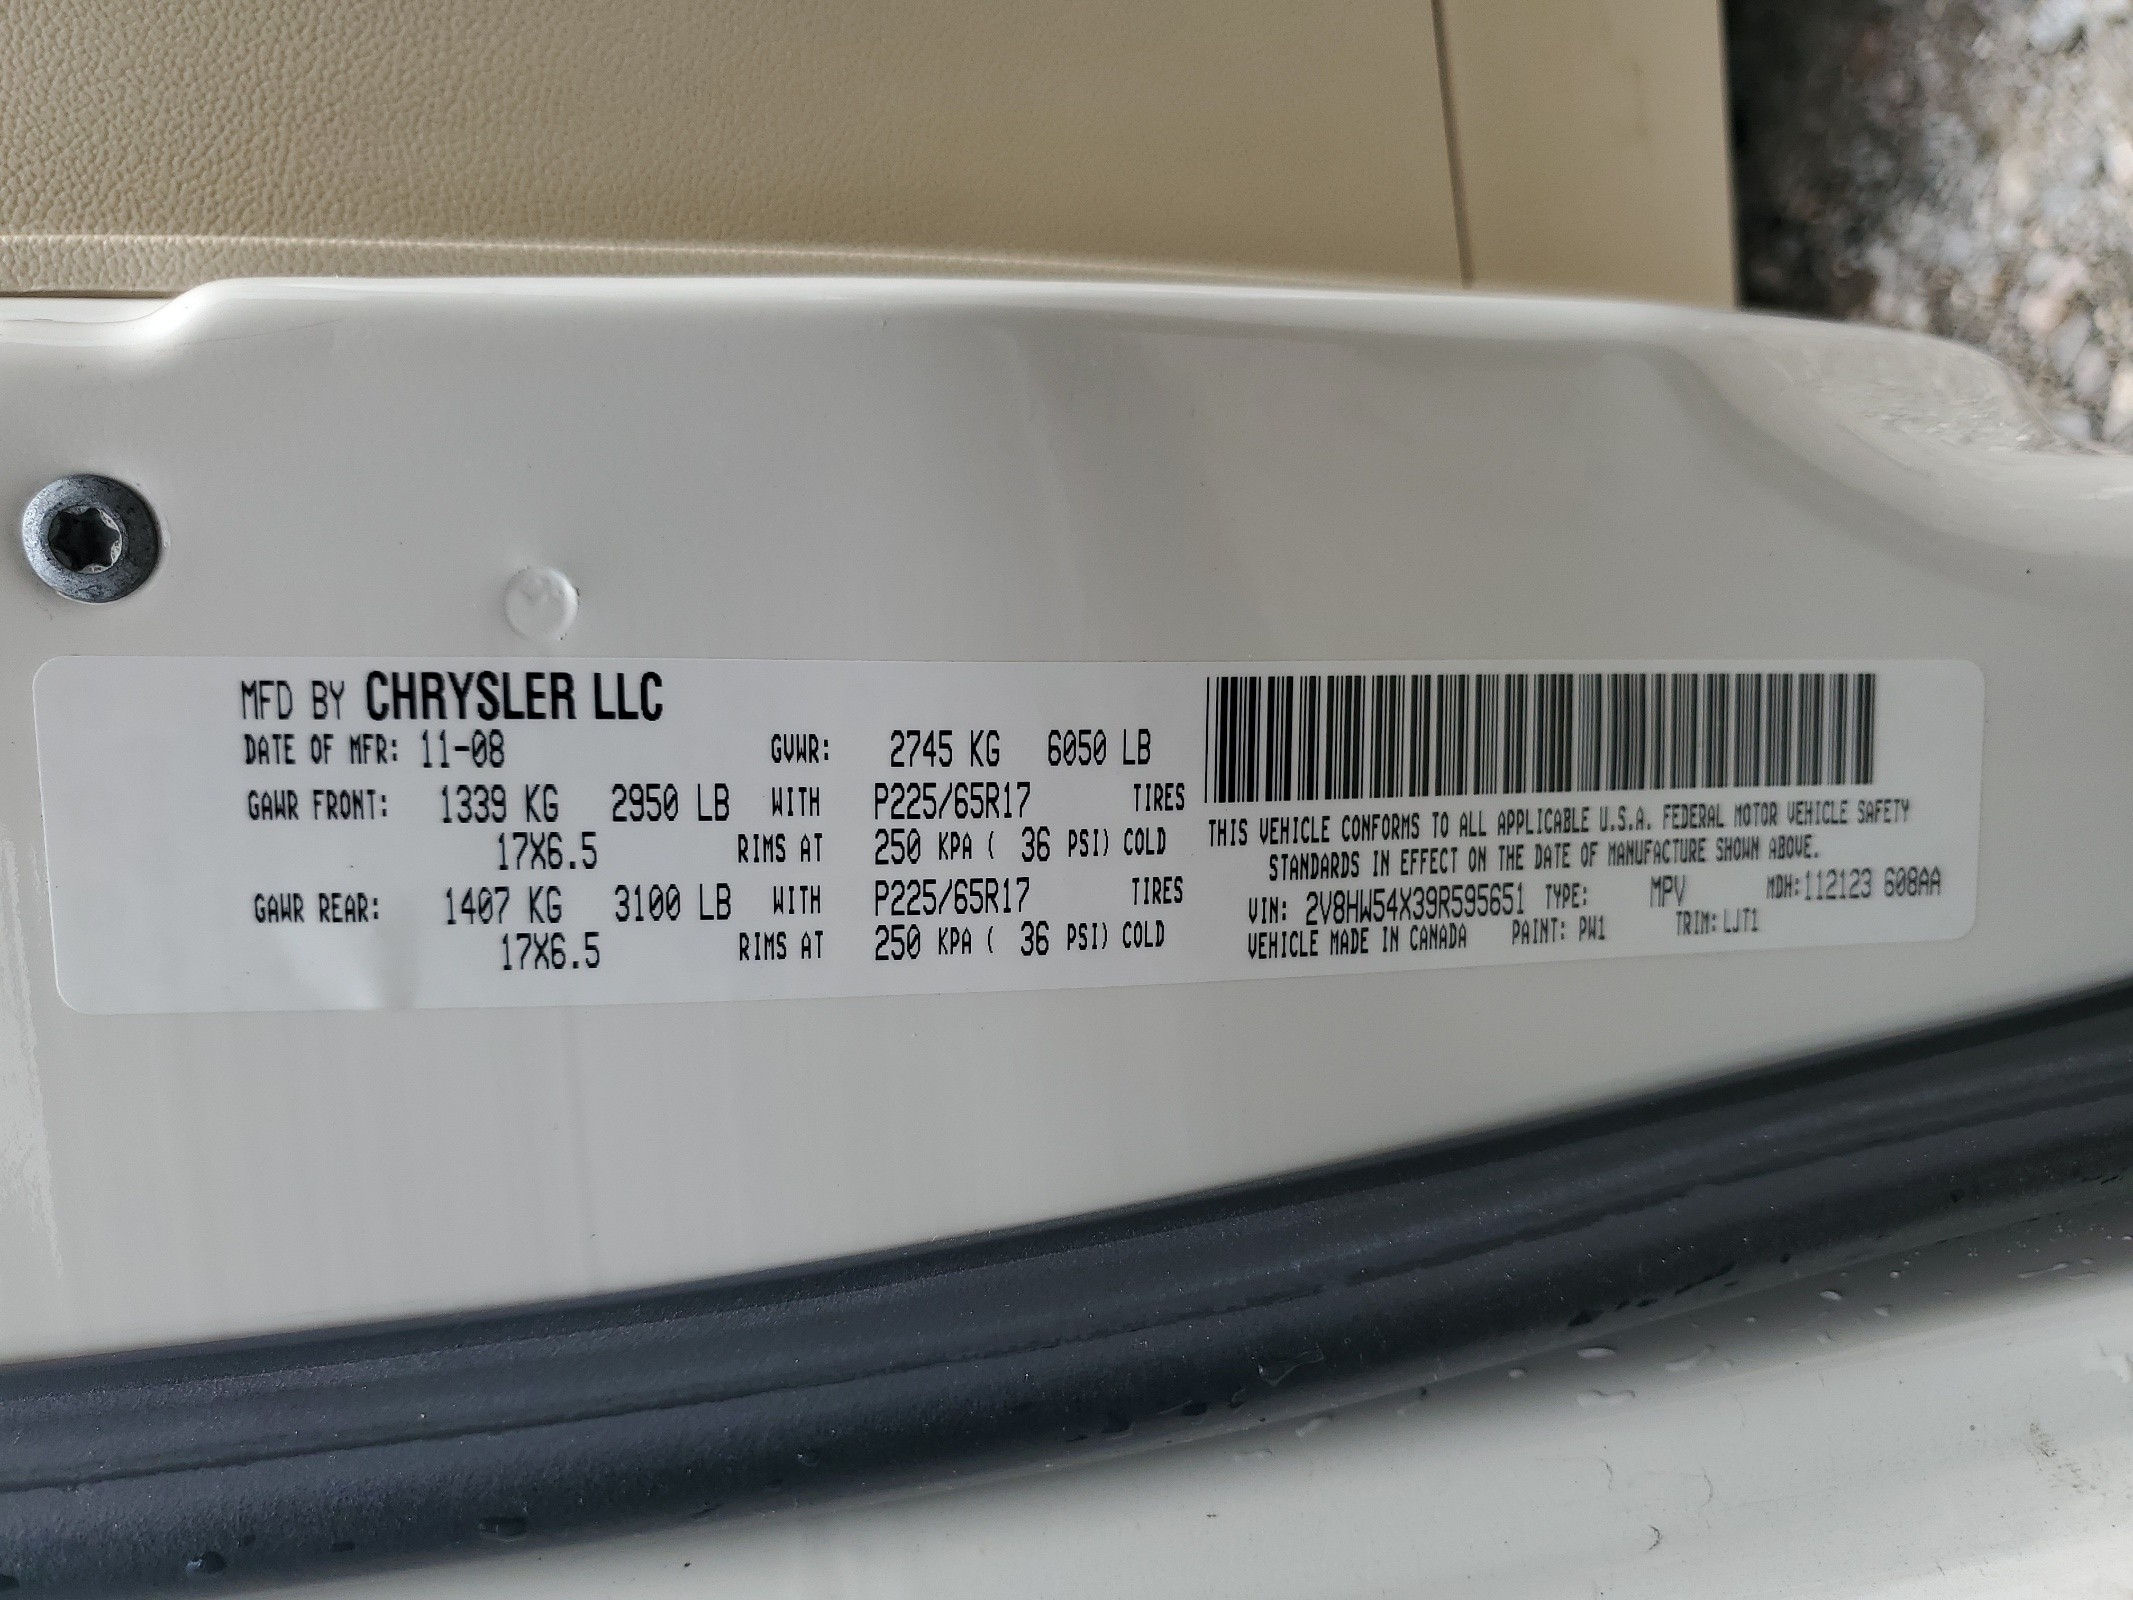 MFD BY CHRYSLER LLC
DATE OF MFR: 11-08 GVWR: 2745 KG 6050 LB
GAWR FRONT: 1339 KG 2950 LB WITH P225/65R17 TIRES
17X6.5 RIMS AT 250 KPA ( 36 PSI) COLD
GAWR REAR: 1407 KG 3100 LB WITH P225/65R17 TIRES
17X6.5 RIMS AT 250 KPA ( 36 PSI) COLD
THIS VEHICLE CONFORMS TO ALL APPLICABLE U.S.A. FEDERAL MOTOR VEHICLE SAFETY
STANDARDS IN EFFECT ON THE DATE OF MANUFACTURE SHOWN ABOVE.
VIN: 2V8HW54X39R595651 TYPE: MPV MDH:112123 608AA
VEHICLE MADE IN CANADA PAINT: PW1 TRIM: LJT1